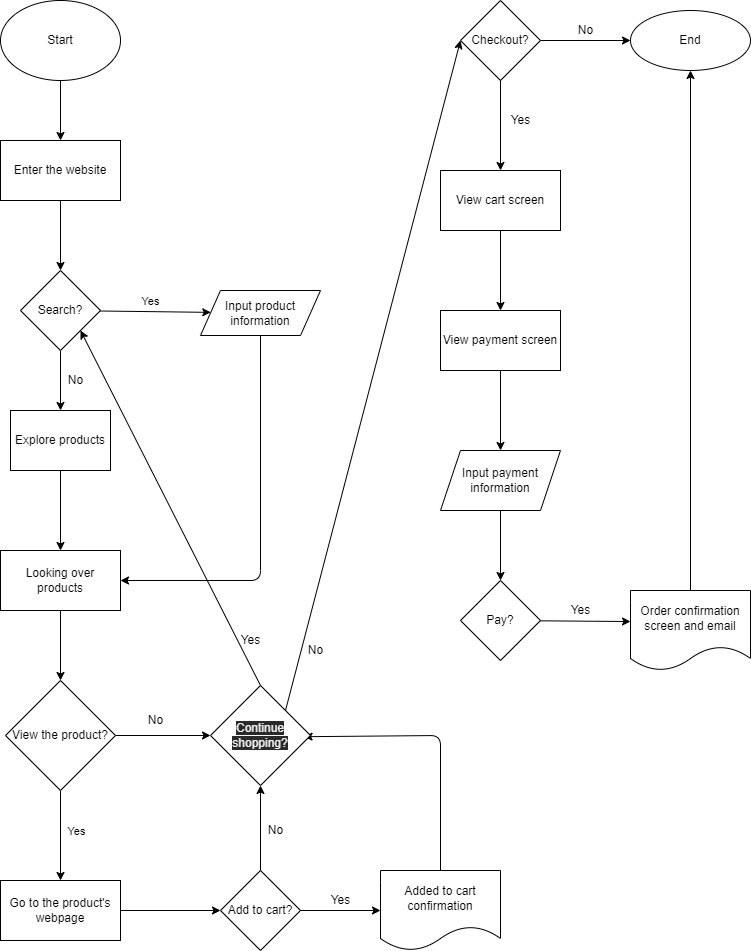 Start
Enter the website
Search?
Yes
Input product
information
No
Explore products
Looking over
products
View the product?
No
Yes
Go to the product's
webpage
Add to cart?
Yes
Added to cart
confirmation
No
Continue
shopping?
Yes
No
Checkout?
No
End
Yes
View cart screen
View payment screen
Input payment
information
Pay?
Yes
Order confirmation
screen and email